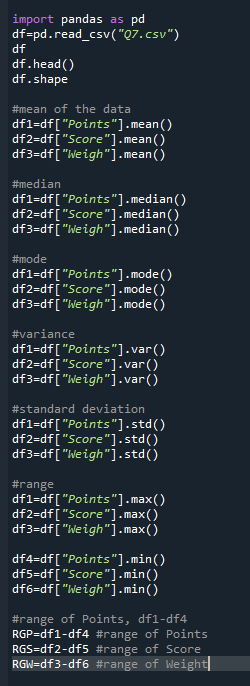 import pandas as pd
df=pd.read_csv("Q7.csv")
df
df.head()
df.shape
#mean of the data
df1=df["Points"].mean()
df2=df["Score"].mean()
df3=df["Weigh"].mean()
#median
df1=df["Points"].median()
df2=df["Score"].median()
df3=df["Weigh"].median()
#mode
df1=df["Points"].mode()
df2=df["Score"].mode()
df3=df["Weigh"].mode()
#variance
df1=df["Points"].var()
df2=df["Score"].var()
df3=df["Weigh"].var()
#standard deviation
df1=df["Points"].std()
df2=df["Score"].std()
df3=df["Weigh"].std()
#range
df1=df["Points"].max()
df2=df["Score"].max()
df3=df["Weigh"].max()
df4=df["Points"].min()
df5=df["Score"].min()
df6=df["Weigh"].min()
#range of Points, df1-df4
RGP=df1-df4 #range of Points
RGS=df2-df5 #range of Score
RGW=df3-df6 #range of Weight